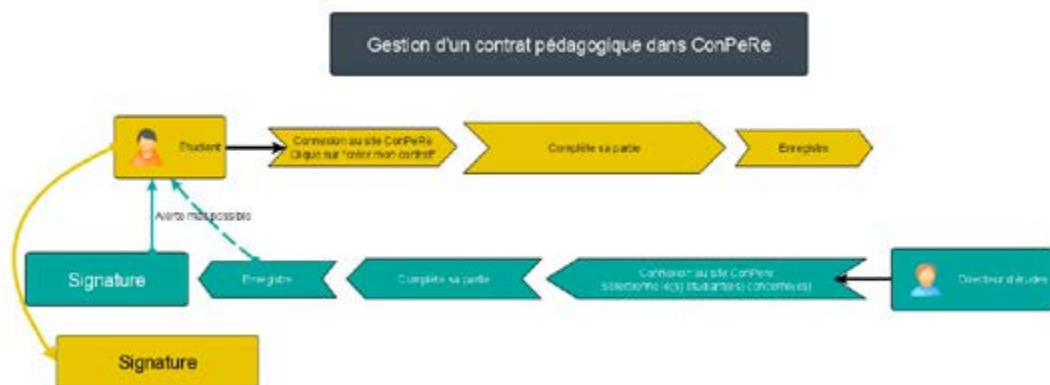 Gestion d'un contrat pédagogique dans ConPeRe
Étudiant
Connexion au site ConPeRe
Clique sur "créer mon contrat"
Complète sa partie
Enregistre
Alerte mail possible
Signature
Enregistre
Complète sa partie
Connexion au site ConPere
Sélectionne le(s) étudiant(e(s) concerné(es)
Directeur d'études
Signature